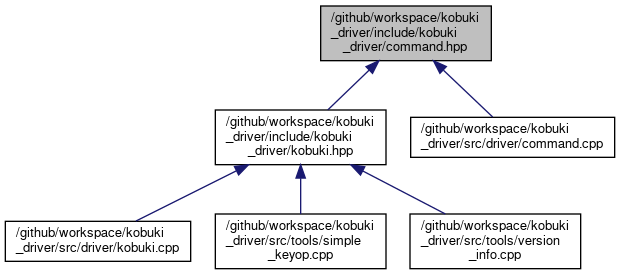 /github/workspace/kobuki
_driver/include/kobuki
_driver/command.hpp
/github/workspace/kobuki
_driver/include/kobuki
_driver/kobuki.hpp
/github/workspace/kobuki
_driver/src/driver/command.cpp
/github/workspace/kobuki
_driver/src/driver/kobuki.cpp
/github/workspace/kobuki
_driver/src/tools/simple
_keyop.cpp
/github/workspace/kobuki
_driver/src/tools/version
_info.cpp